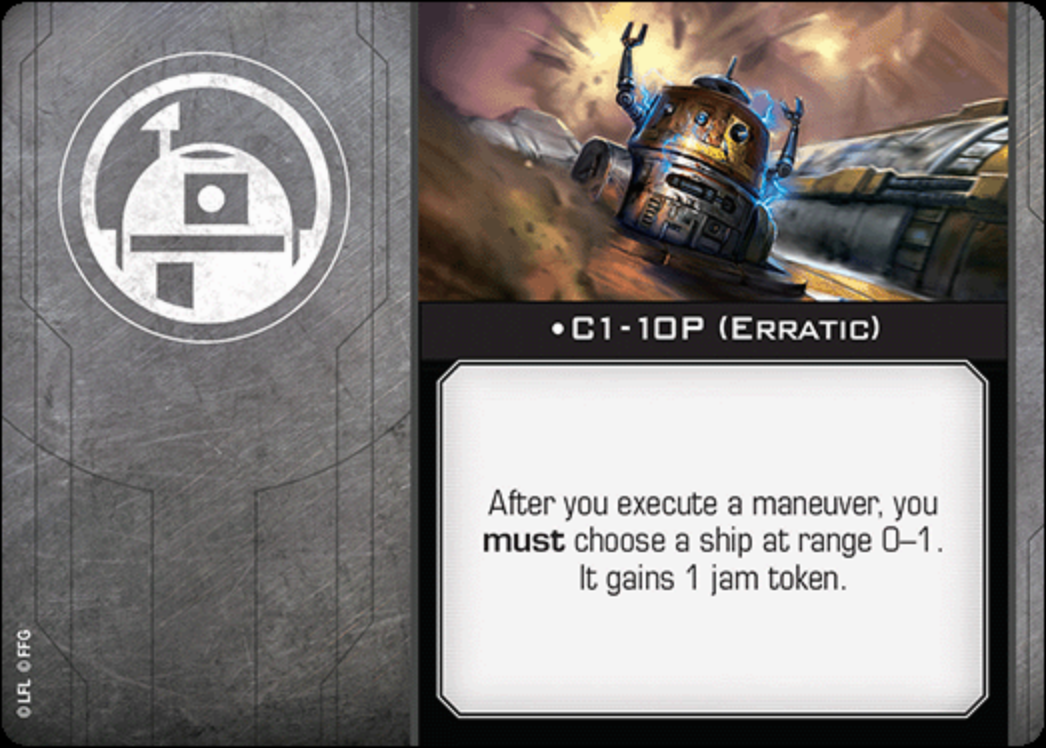 •C1-10P (Erratic)
After you execute a maneuver, you
must choose a ship at range 0–1.
It gains 1 jam token.
©LFL ©FFG